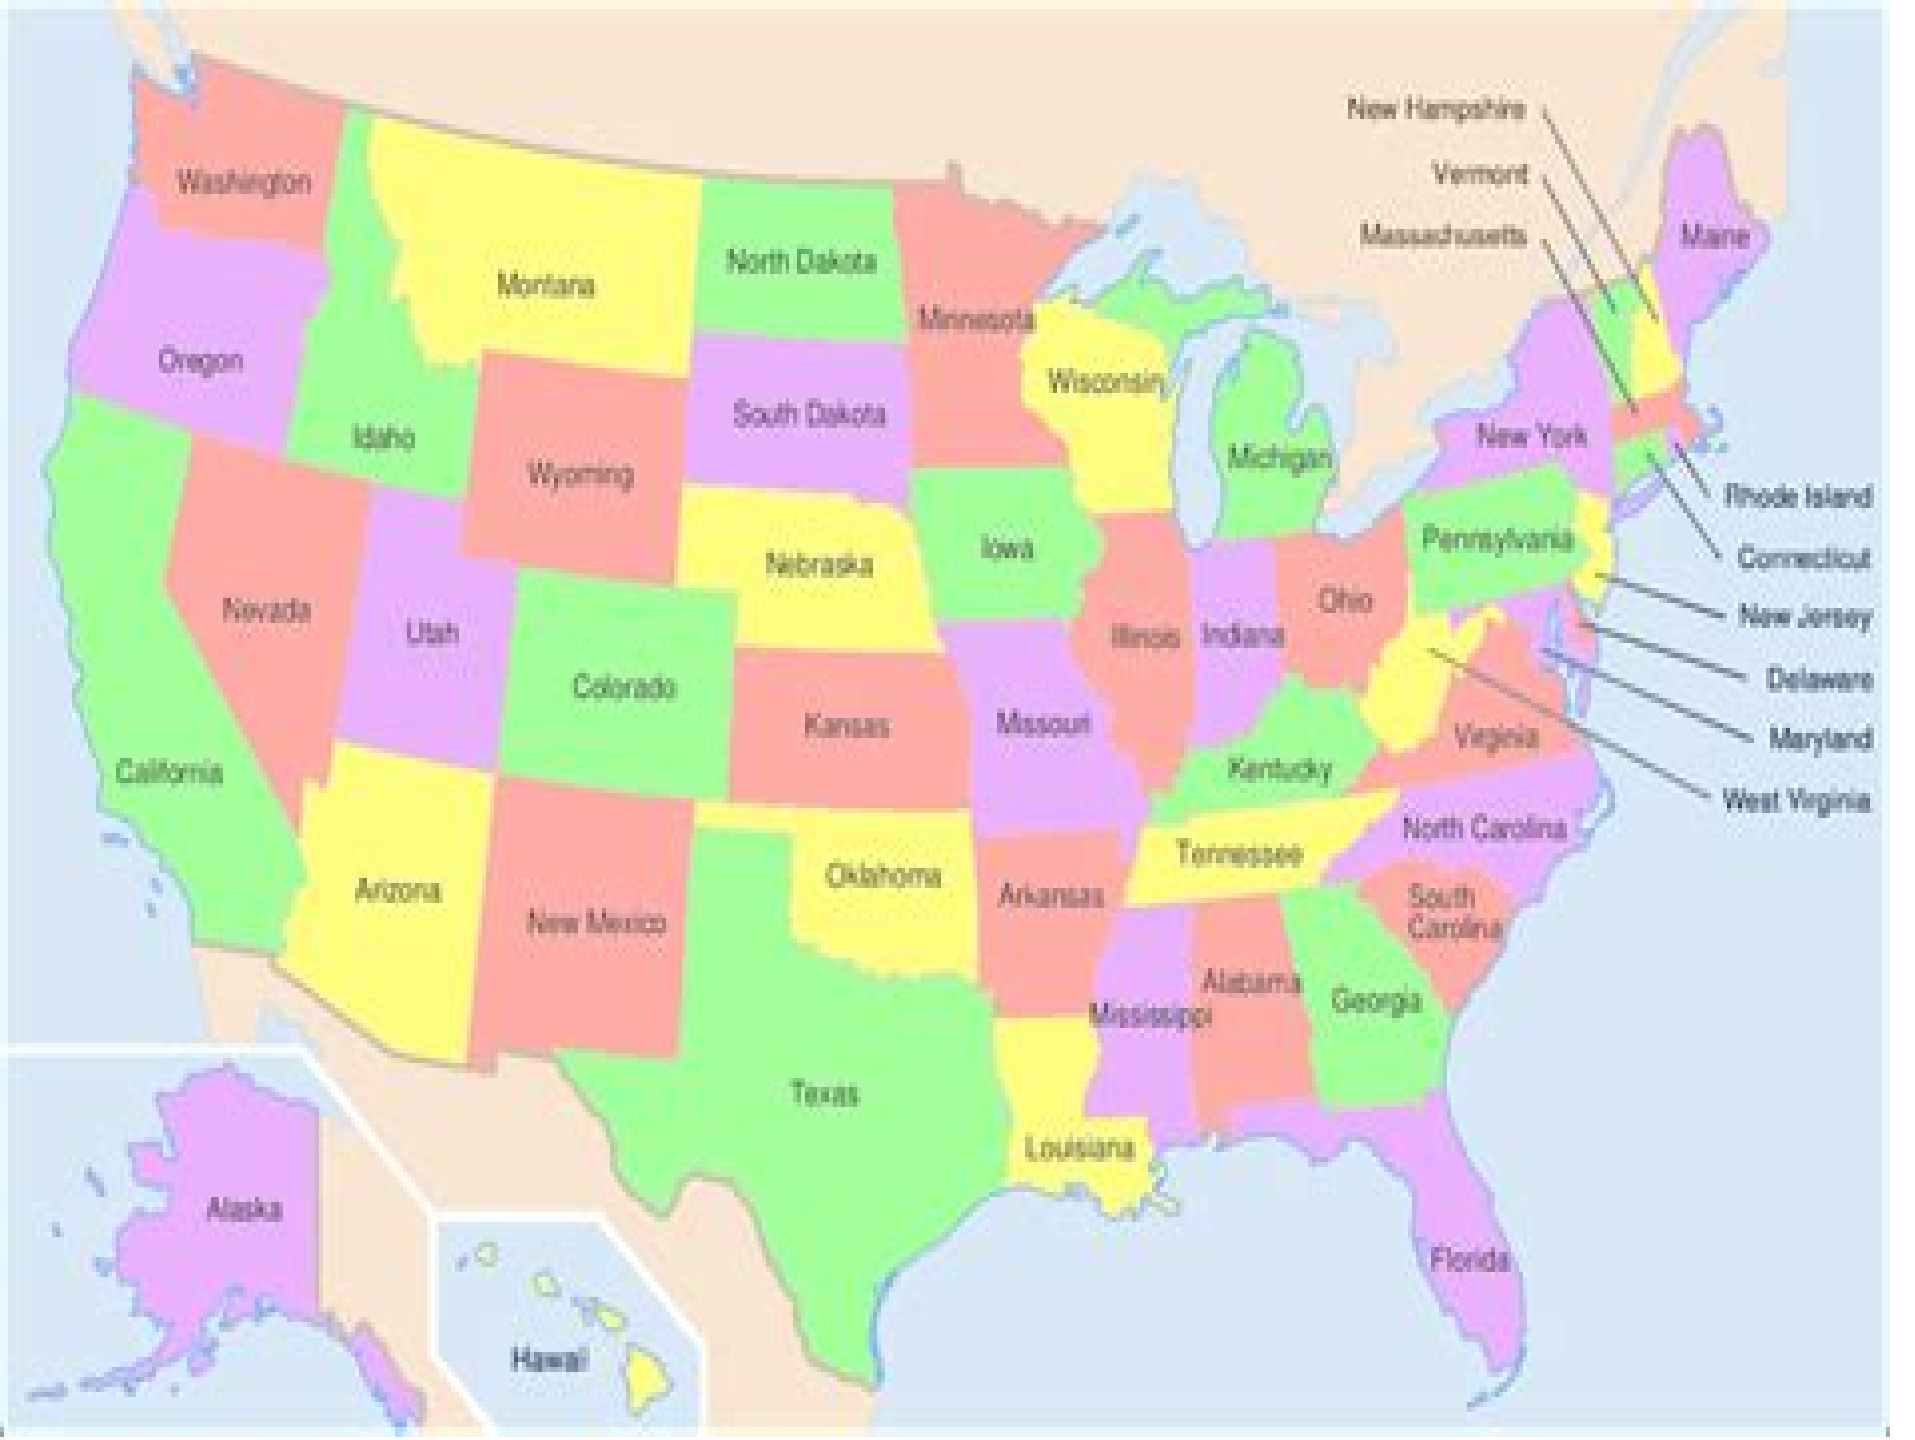 New Hampshire
Vermont
Massachusetts
Washington
Maine
North Dakota
Montana
Minnesota
Oregon
Wisconsin
South Dakota
New York
Idaho
Michigan
Wyoming
Rhode Island
Pennsylvania
Iowa
Connecticut
Nebraska
Ohio
Nevada
New Jersey
Utah
Illinois
Indiana
Delaware
Colorado
Missouri
Kansas
Virginia
Maryland
California
Kentucky
West Virginia
North Carolina
Tennessee
Oklahoma
Arizona
Arkansas
South
Carolina
New Mexico
Alabama
Georgia
Mississippi
Texas
Louisiana
Alaska
Florida
Hawaii